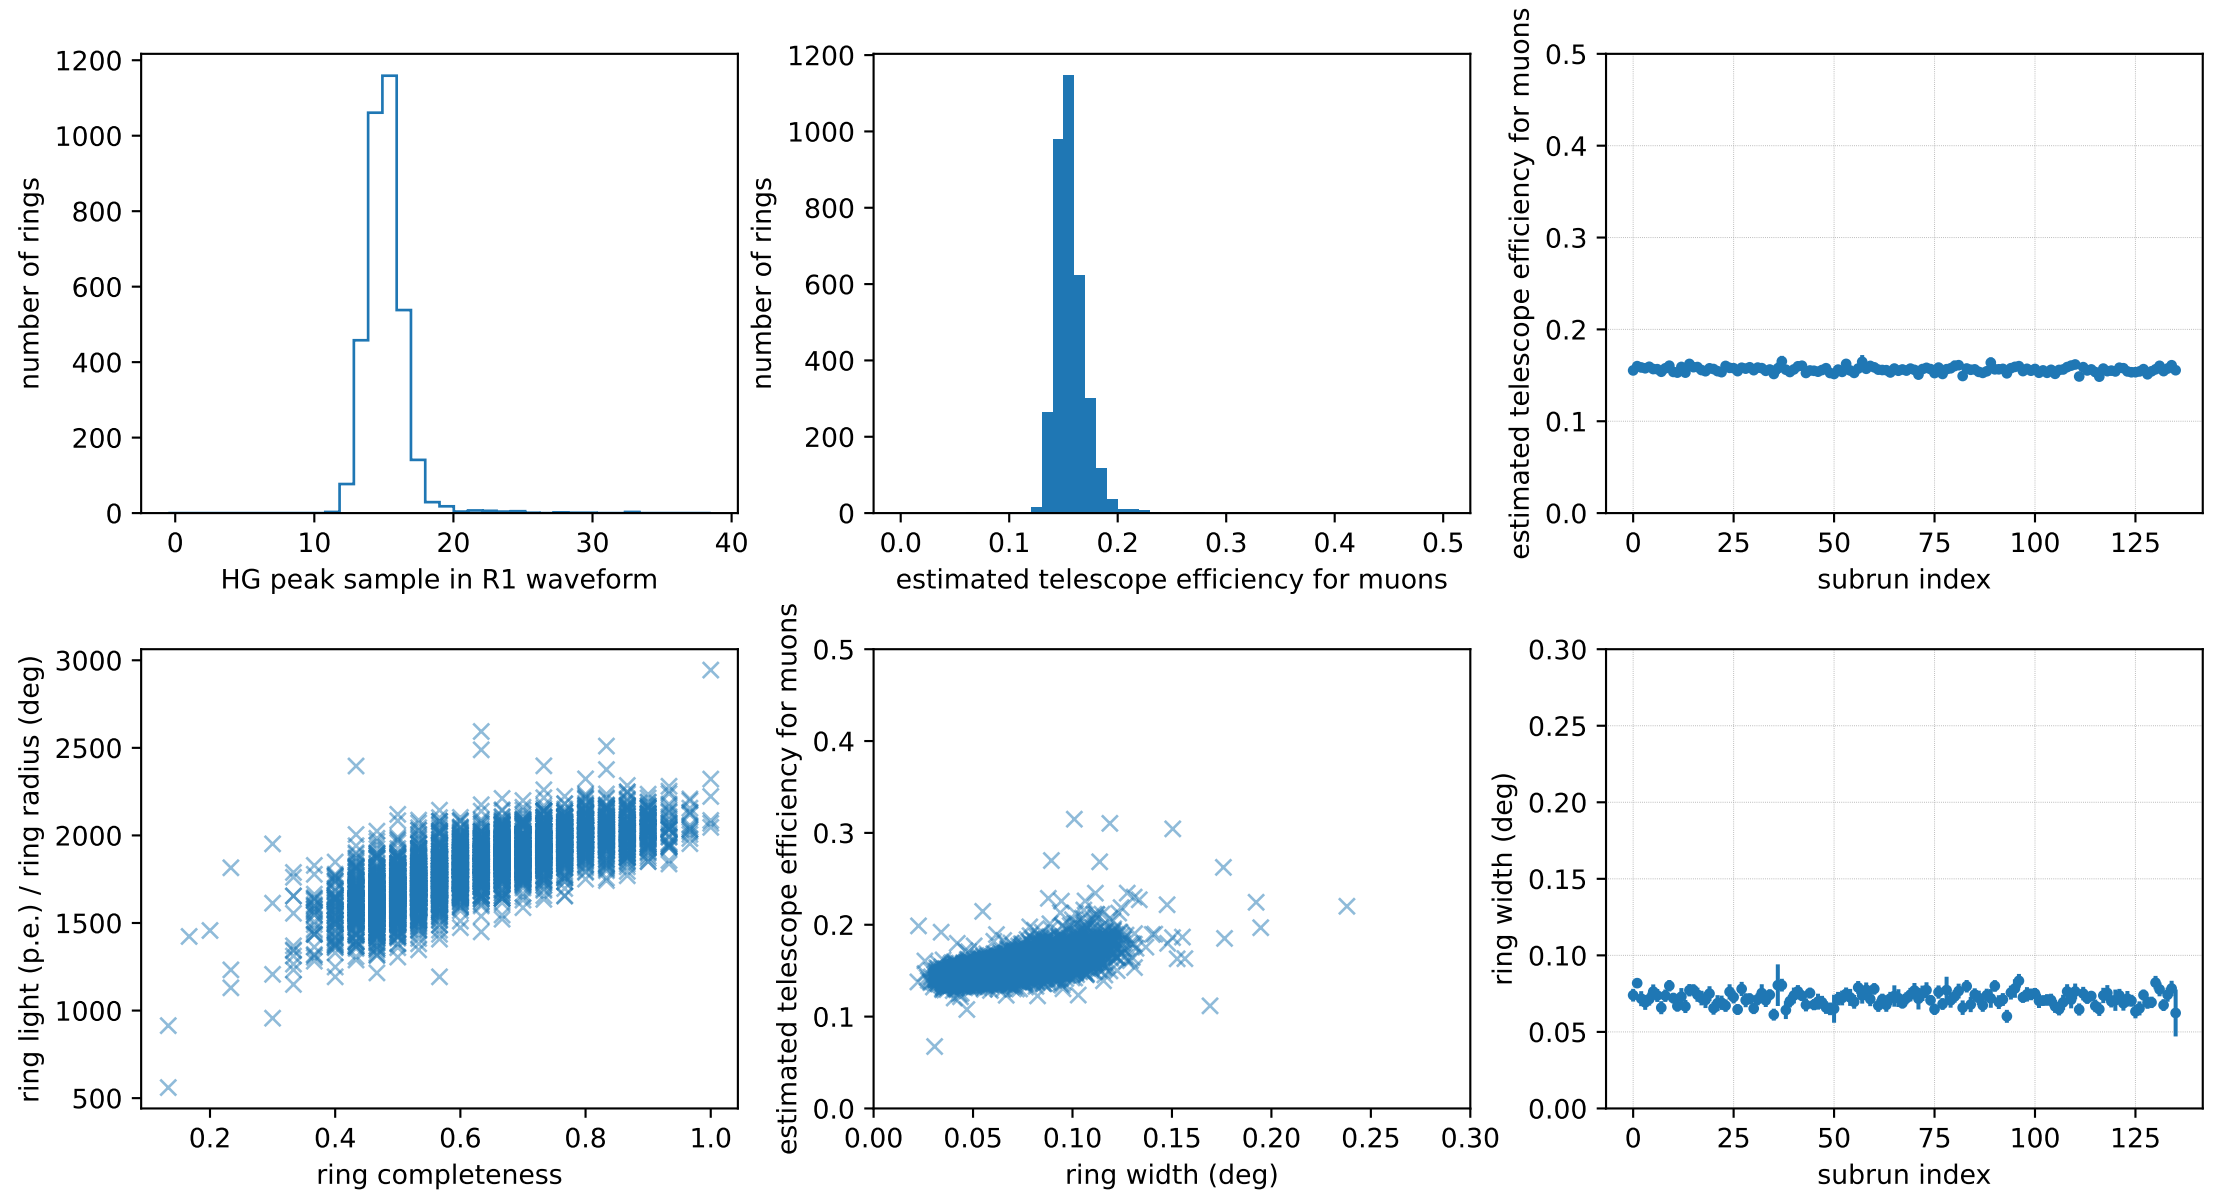 number of rings
1200
1000
800
600
400
200
0
0 10 20 30 40
HG peak sample in R1 waveform
number of rings
1200
1000
800
600
400
200
0
0.0 0.1 0.2 0.3 0.4 0.5
estimated telescope efficiency for muons
estimated telescope efficiency for muons
0.5
0.4
0.3
0.2
0.1
0.0
0 25 50 75 100 125
subrun index
ring light (p.e.) / ring radius (deg)
3000
2500
2000
1500
1000
500
0.2 0.4 0.6 0.8 1.0
ring completeness
estimated telescope efficiency for muons
0.5
0.4
0.3
0.2
0.1
0.0
0.00 0.05 0.10 0.15 0.20 0.25 0.30
ring width (deg)
ring width (deg)
0.30
0.25
0.20
0.15
0.10
0.05
0.00
0 25 50 75 100 125
subrun index